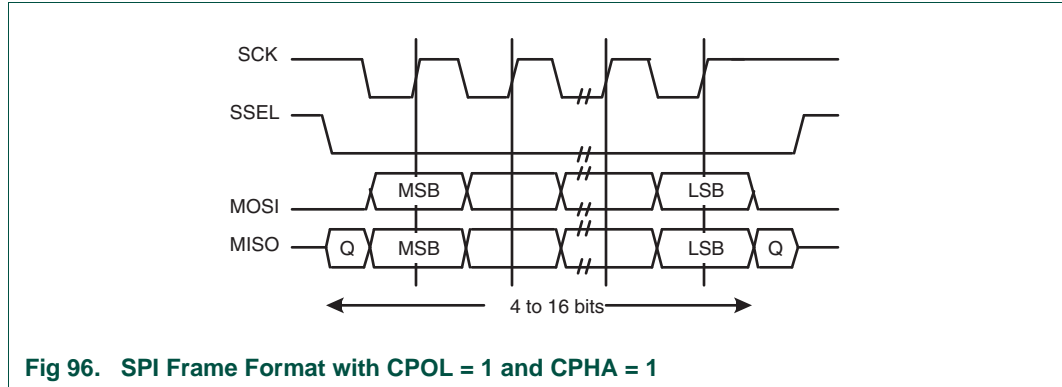 SCK
SSEL
MOSI MSB LSB
MISO Q MSB LSB Q
4 to 16 bits
Fig 96. SPI Frame Format with CPOL = 1 and CPHA = 1